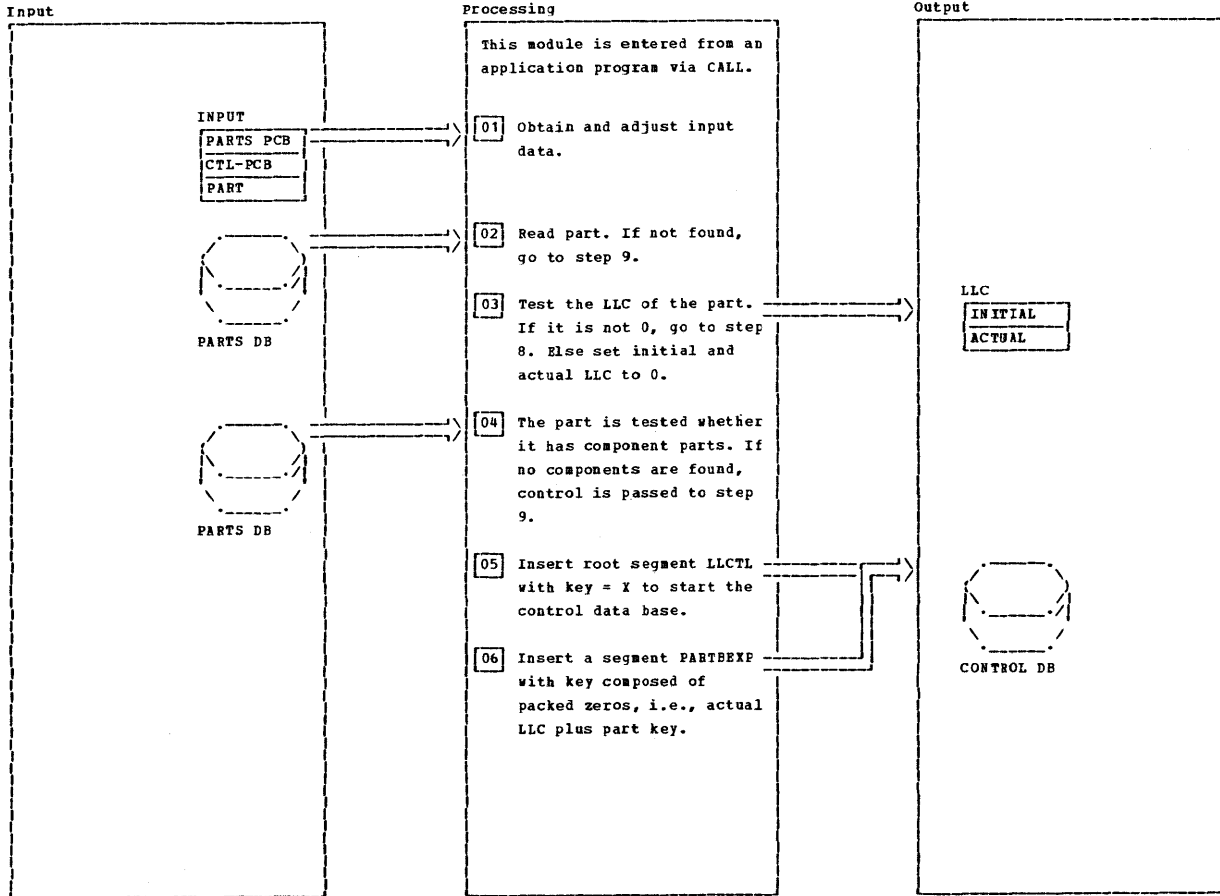 Input
Processing
Output
This module is entered from an
application program via CALL.
INPUT
PARTS PCB
CTL-PCB
PART
01 Obtain and adjust input
data.
02 Read part. If not found,
go to step 9.
PARTS DB
03 Test the LLC of the part.
If it is not 0, go to step
8. Else set initial and
actual LLC to 0.
LLC
INITIAL
ACTUAL
04 The part is tested whether
it has component parts. If
no components are found,
control is passed to step
9.
PARTS DB
05 Insert root segment LLCTL
with key = X to start the
control data base.
06 Insert a segment PARTBEXP
with key composed of
packed zeros, i.e., actual
LLC plus part key.
CONTROL DB